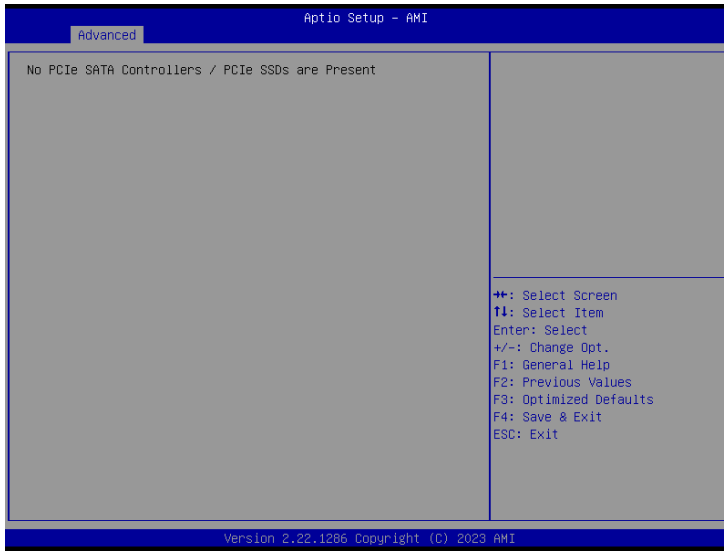 Aptio Setup – AMI
Advanced
No PCIe SATA Controllers / PCIe SSDs are Present
→←: Select Screen
↑↓: Select Item
Enter: Select
+/-: Change Opt.
F1: General Help
F2: Previous Values
F3: Optimized Defaults
F4: Save & Exit
ESC: Exit
Version 2.22.1286 Copyright (C) 2023 AMI